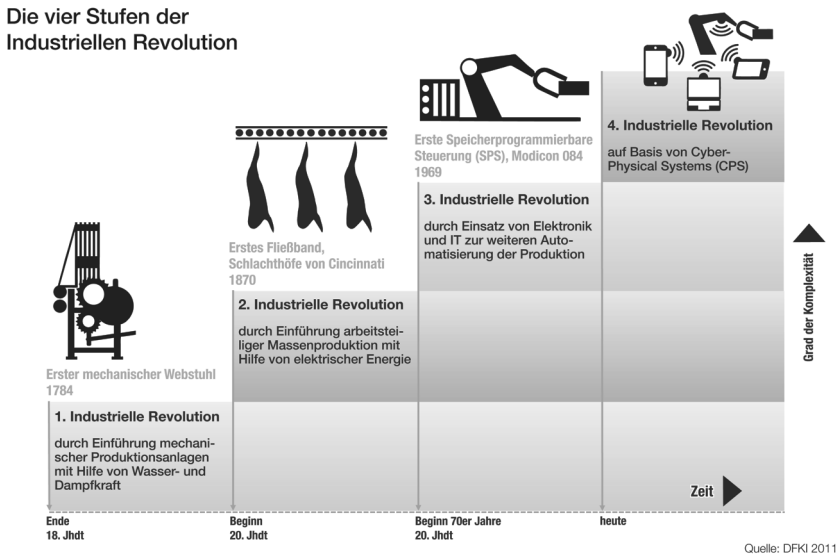 Die vier Stufen der
Industriellen Revolution
Erster mechanischer Webstuhl
1784
1. Industrielle Revolution
durch Einführung mechani-
scher Produktionsanlagen
mit Hilfe von Wasser- und
Dampfkraft
Erstes Fließband,
Schlachthöfe von Cincinnati
1870
2. Industrielle Revolution
durch Einführung arbeitstei-
liger Massenproduktion mit
Hilfe von elektrischer Energie
Erste Speicherprogrammierbare
Steuerung (SPS), Modicon 084
1969
3. Industrielle Revolution
durch Einsatz von Elektronik
und IT zur weiteren Auto-
matisierung der Produktion
4. Industrielle Revolution
auf Basis von Cyber-
Physical Systems (CPS)
Grad der Komplexität
Zeit
Ende
18. Jhdt
Beginn
20. Jhdt
Beginn 70er Jahre
20. Jhdt
heute
Quelle: DFKI 2011